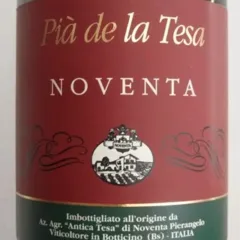 Pià de la Tesa
NOVENTA
Imbottigliato all'origine da
Az. Agr. "Antica Tesa" di Noventa Pierangelo
Viticoltore in Botticino (Bs) - ITALIA